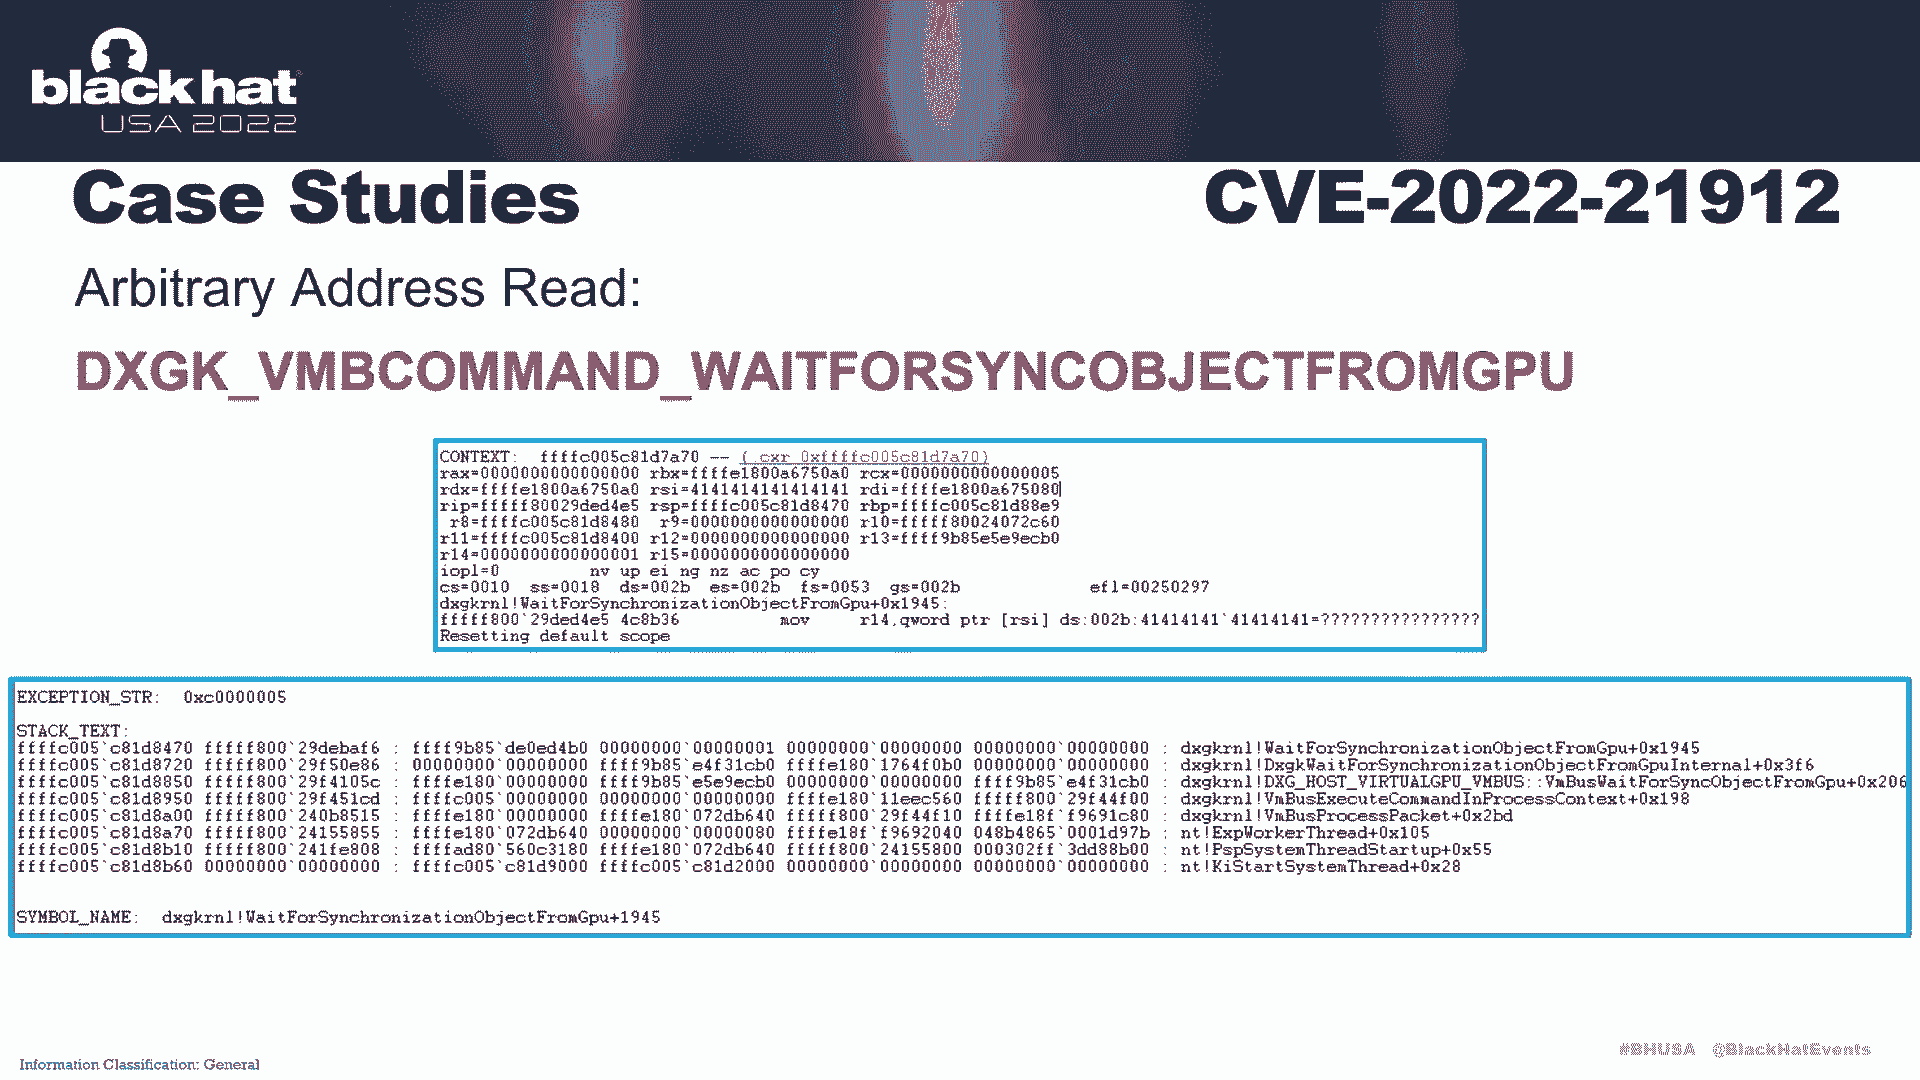 black hat
USA 2022
Case Studies
CVE-2022-21912
Arbitrary Address Read:
DXGK_VMBCOMMAND_WAITFORSYNCOBJECTFROMGPU
CONTEXT:  ffffc005c81d7a70 -- (.cxr 0xffffc005c81d7a70)
rax=0000000000000000 rbx=ffffe1800a6750a0 rcx=0000000000000005
rdx=ffffe1800a6750a0 rsi=4141414141414141 rdi=ffffe1800a675080
rip=fffff80029ded4e5 rsp=ffffc005c81d8470 rbp=ffffc005c81d88e9
r8=ffffc005c81d8480  r9=0000000000000000 r10=fffff80024072c60
r11=ffffc005c81d8400 r12=0000000000000000 r13=ffff9b85e5e9ecb0
r14=0000000000000001 r15=0000000000000000
iopl=0         nv up ei ng nz ac po cy
cs=0010  ss=0018  ds=002b  es=002b  fs=0053  gs=002b             efl=00250297
dxgkrnl!WaitForSynchronizationObjectFromGpu+0x1945:
fffff800`29ded4e5 4c8b36          mov     r14,qword ptr [rsi] ds:002b:41414141`41414141=????????????????
Resetting default scope
EXCEPTION_STR:  0xc0000005
STACK_TEXT:
ffffc005`c81d8470 fffff800`29debaf6 : ffff9b85`de0ed4b0 00000000`00000001 00000000`00000000 00000000`00000000 : dxgkrnl!WaitForSynchronizationObjectFromGpu+0x1945
ffffc005`c81d8720 fffff800`29f50e86 : 00000000`00000000 ffff9b85`e4f31cb0 ffffe180`1764f0b0 00000000`00000000 : dxgkrnl!DxgkWaitForSynchronizationObjectFromGpuInternal+0x3f6
ffffc005`c81d8850 fffff800`29f4105c : ffffe180`00000000 ffff9b85`e5e9ecb0 00000000`00000000 ffff9b85`e4f31cb0 : dxgkrnl!DXG_HOST_VIRTUALGPU_VMBUS::VmBusWaitForSyncObjectFromGpu+0x206
ffffc005`c81d8950 fffff800`29f451cd : ffffc005`00000000 00000000`00000000 ffffe180`11eec560 fffff800`29f44f00 : dxgkrnl!VmBusExecuteCommandInProcessContext+0x198
ffffc005`c81d8a00 fffff800`240b8515 : ffffe180`00000000 ffffe180`072db640 fffff800`29f44f10 ffffe18f`f9691c80 : dxgkrnl!VmBusProcessPacket+0x2bd
ffffc005`c81d8a70 fffff800`24155855 : ffffe180`072db640 00000000`00000080 ffffe18f`f9692040 048b4865`0001d97b : nt!ExpWorkerThread+0x105
ffffc005`c81d8b10 fffff800`241fe808 : ffffad80`560c3180 ffffe180`072db640 fffff800`24155800 000302ff`3dd88b00 : nt!PspSystemThreadStartup+0x55
ffffc005`c81d8b60 00000000`00000000 : ffffc005`c81d9000 ffffc005`c81d2000 00000000`00000000 00000000`00000000 : nt!KiStartSystemThread+0x28
SYMBOL_NAME:  dxgkrnl!WaitForSynchronizationObjectFromGpu+1945
Information Classification: General
#BHUSA  @BlackHatEvents